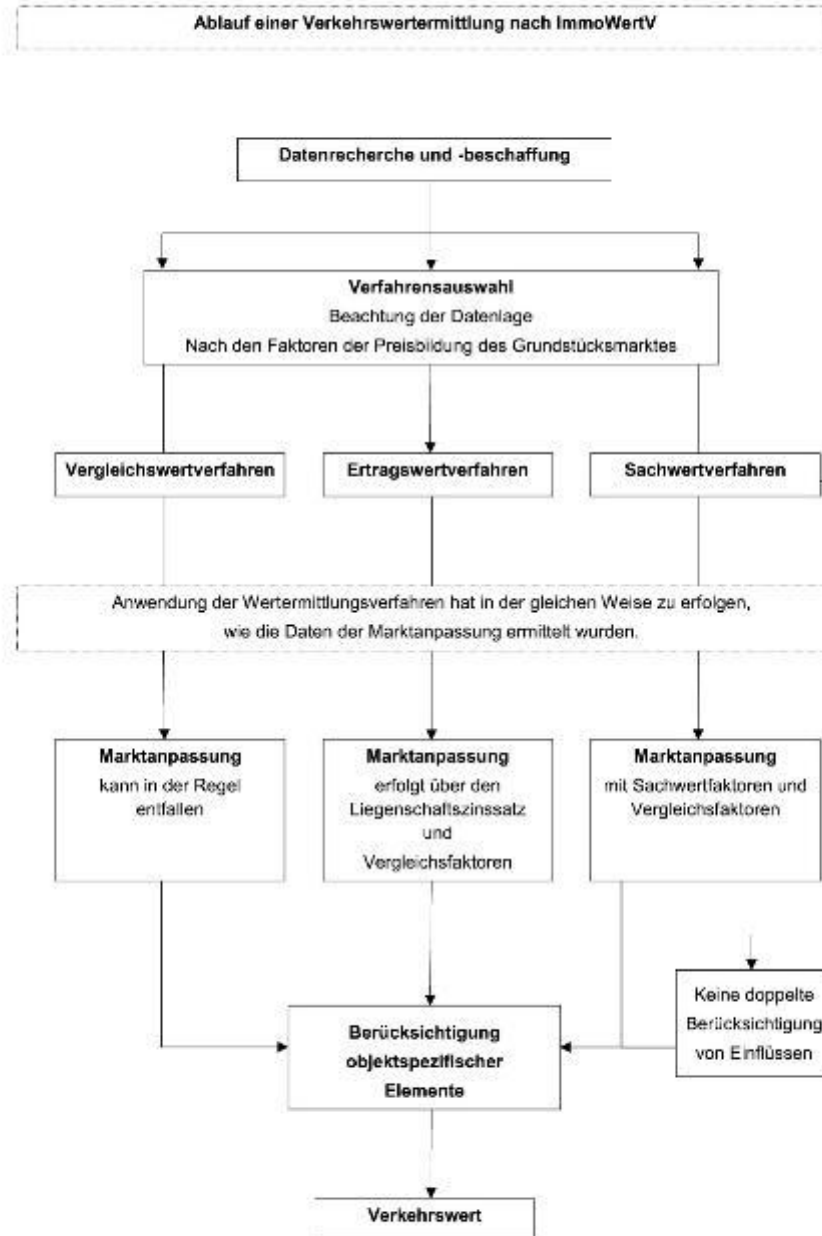 Ablauf einer Verkehrswertermittlung nach ImmoWertV
Datenrecherche und -beschaffung
Verfahrensauswahl
Beachtung der Datenlage
Nach den Faktoren der Preisbildung des Grundstücksmarktes
Vergleichswertverfahren
Ertragswertverfahren
Sachwertverfahren
Anwendung der Wertermittlungsverfahren hat in der gleichen Weise zu erfolgen,
wie die Daten der Marktanpassung ermittelt wurden.
Marktanpassung
kann in der Regel
entfallen
Marktanpassung
erfolgt über den
Liegenschaftszinssatz
und
Vergleichsfaktoren
Marktanpassung
mit Sachwertfaktoren und
Vergleichsfaktoren
Keine doppelte
Berücksichtigung
von Einflüssen
Berücksichtigung
objektspezifischer
Elemente
Verkehrswert